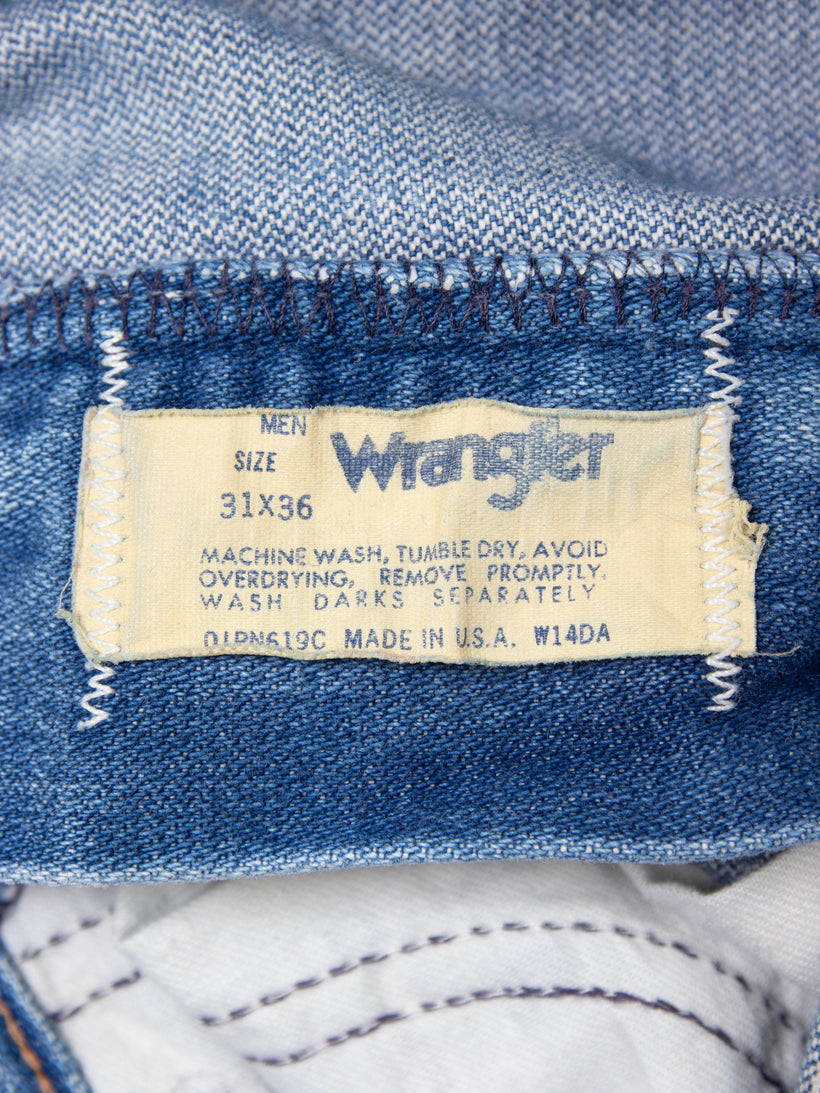 MEN
SIZE Wrangler
31X36
MACHINE WASH, TUMBLE DRY, AVOID
OVERDRYING, REMOVE PROMPTLY,
WASH DARKS SEPARATELY
01PN619C MADE IN U.S.A. W14DA